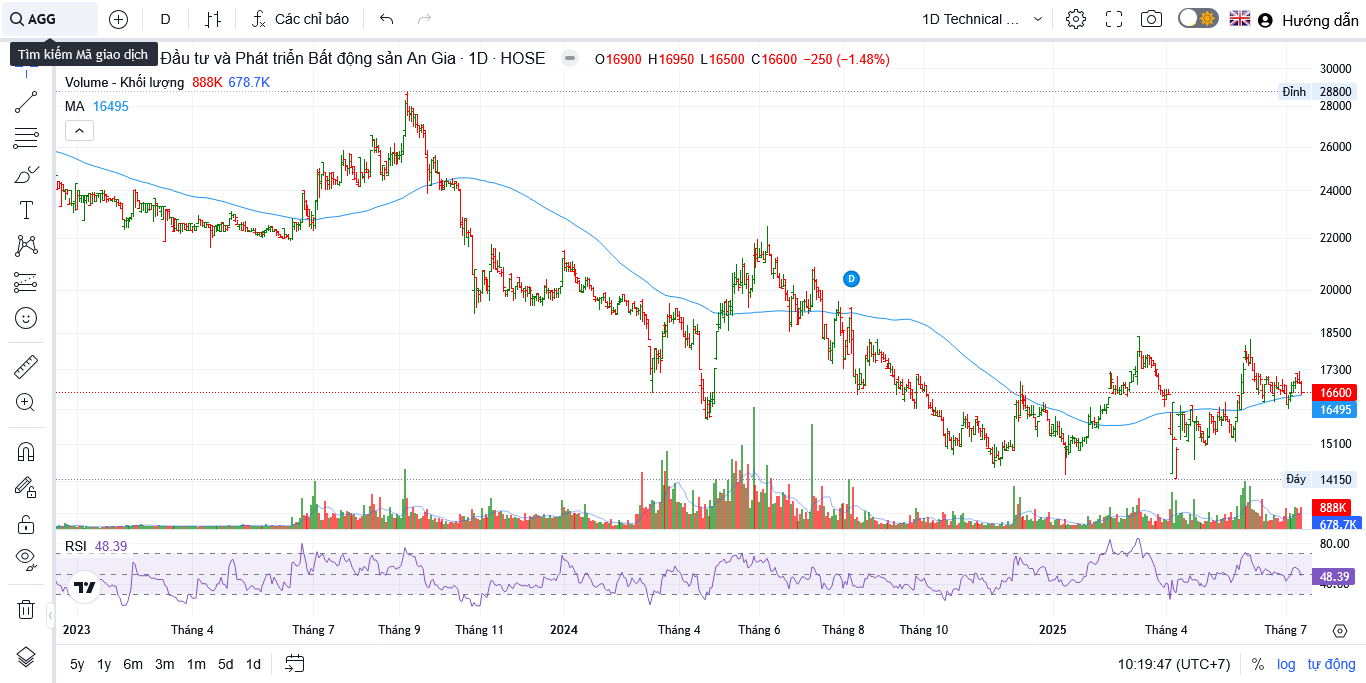 AGG D Các chỉ báo 1D Technical ... Hướng dẫn
Tìm kiếm Mã giao dịch
Đầu tư và Phát triển Bất động sản An Gia · 1D · HOSE O16900 H16950 L16500 C16600 −250 (−1.48%)
Volume - Khối lượng 888K 678.7K
MA 16495
30000
Đỉnh 28800
28000
26000
24000
22000
20000
18500
17300
16600
16495
15100
Đáy 14150
888K
678.7K
D
RSI 48.39
80.00
48.39
40.00
2023 Tháng 4 Tháng 7 Tháng 9 Tháng 11 2024 Tháng 4 Tháng 6 Tháng 8 Tháng 10 2025 Tháng 4 Tháng 7
5y 1y 6m 3m 1m 5d 1d 10:19:47 (UTC+7) % log tự động